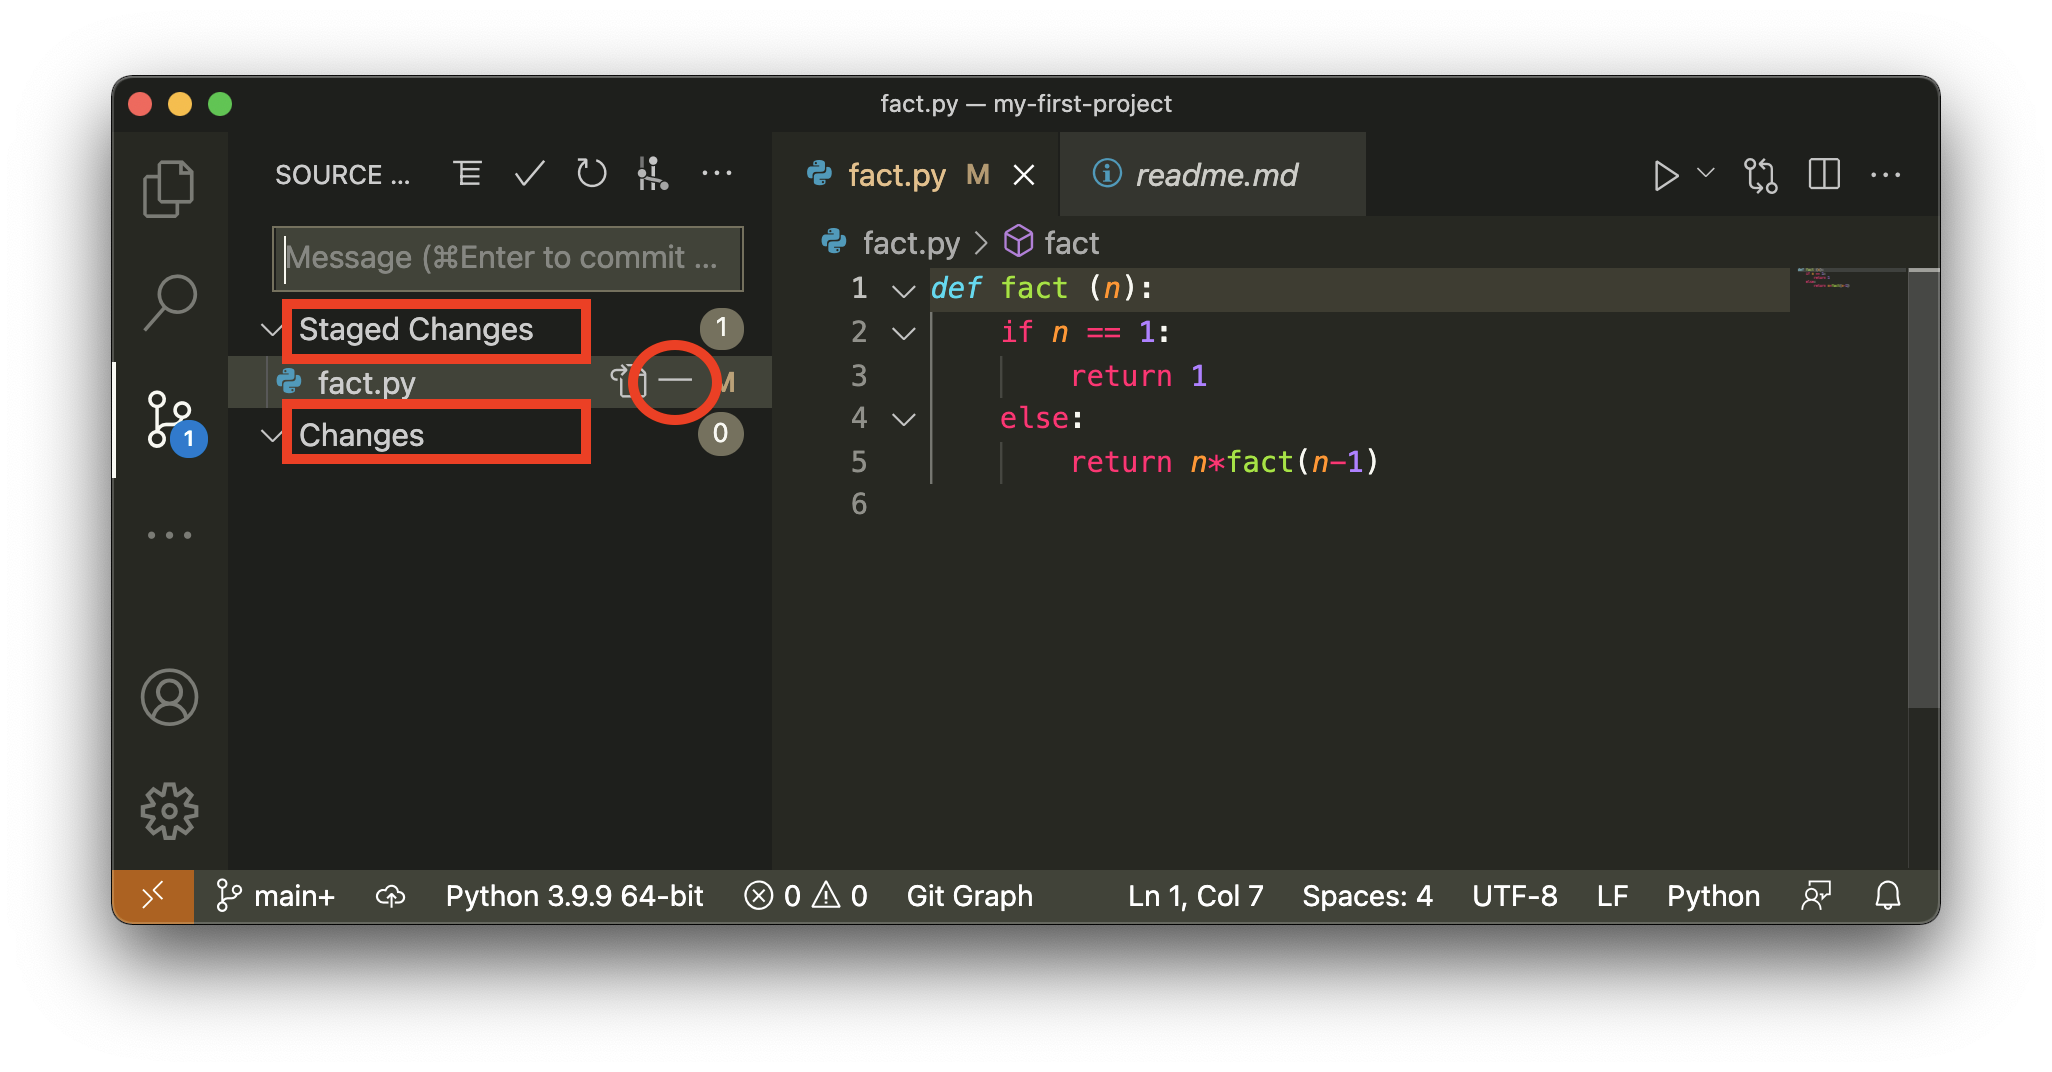 fact.py — my-first-project
SOURCE ...
Message (⌘Enter to commit ...
Staged Changes
1
fact.py
M
Changes
0
1
fact.py M
readme.md
fact.py > fact
1 def fact (n):
2 if n == 1:
3 return 1
4 else:
5 return n*fact(n-1)
6
main+
Python 3.9.9 64-bit
0
0
Git Graph
Ln 1, Col 7
Spaces: 4
UTF-8
LF
Python